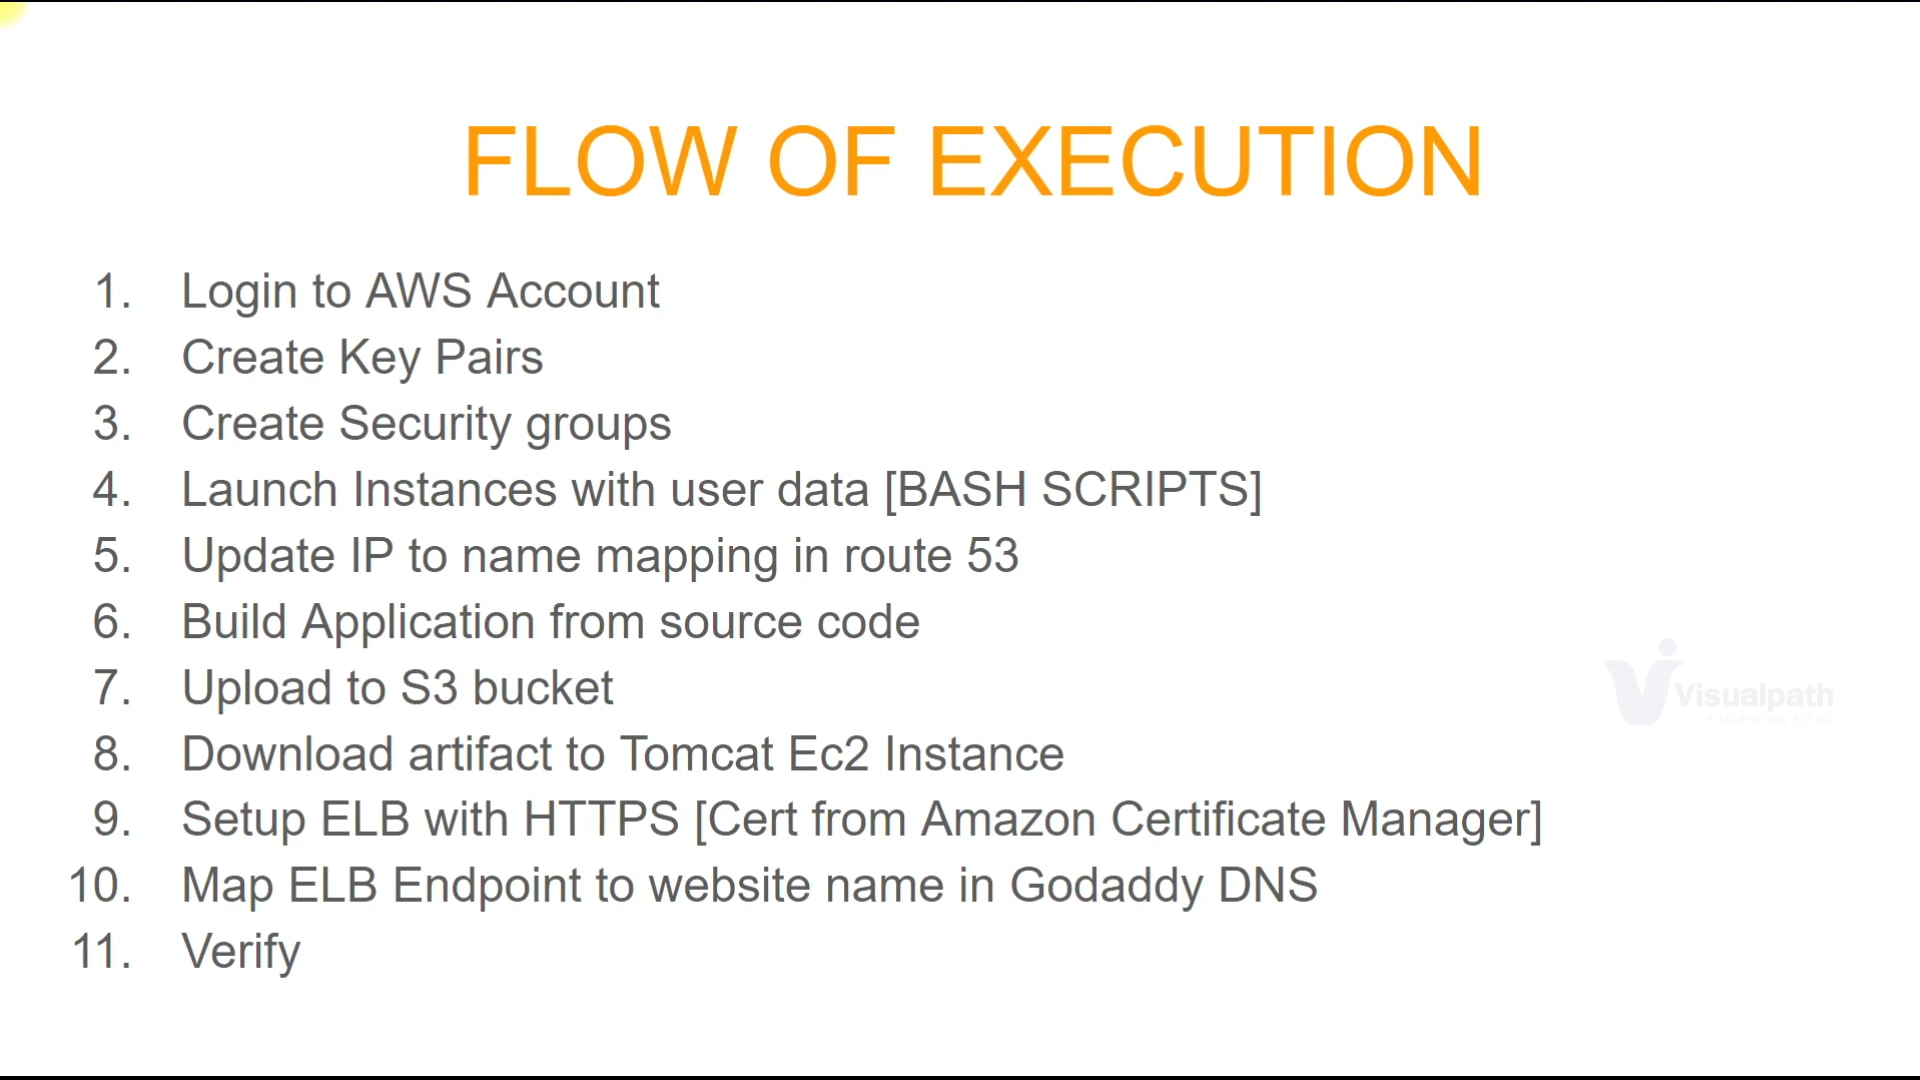 FLOW OF EXECUTION
1. Login to AWS Account
2. Create Key Pairs
3. Create Security groups
4. Launch Instances with user data [BASH SCRIPTS]
5. Update IP to name mapping in route 53
6. Build Application from source code
7. Upload to S3 bucket
8. Download artifact to Tomcat Ec2 Instance
9. Setup ELB with HTTPS [Cert from Amazon Certificate Manager]
10. Map ELB Endpoint to website name in Godaddy DNS
11. Verify
Visualpath
A technology school